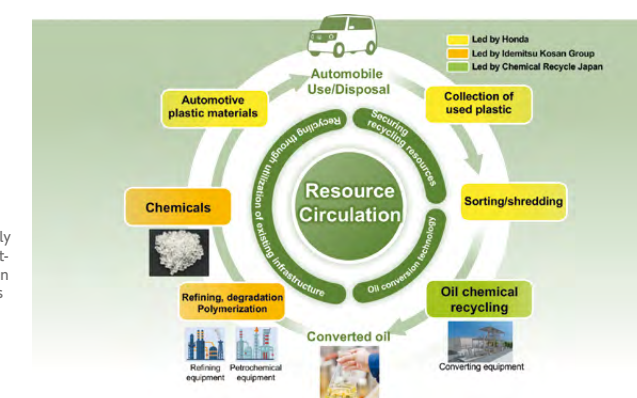 Led by Honda
Led by Idemitsu Kosan Group
Led by Chemical Recycle Japan
Automobile
Use/Disposal
Collection of
used plastic
Sorting/shredding
Oil chemical
recycling
Converting equipment
Converted oil
Refining, degradation
Polymerization
Refining
equipment
Petrochemical
equipment
Chemicals
Automotive
plastic materials
Securing
recycling resources
Oil conversion technology
Recycling through utilization of existing infrastructure
Resource
Circulation